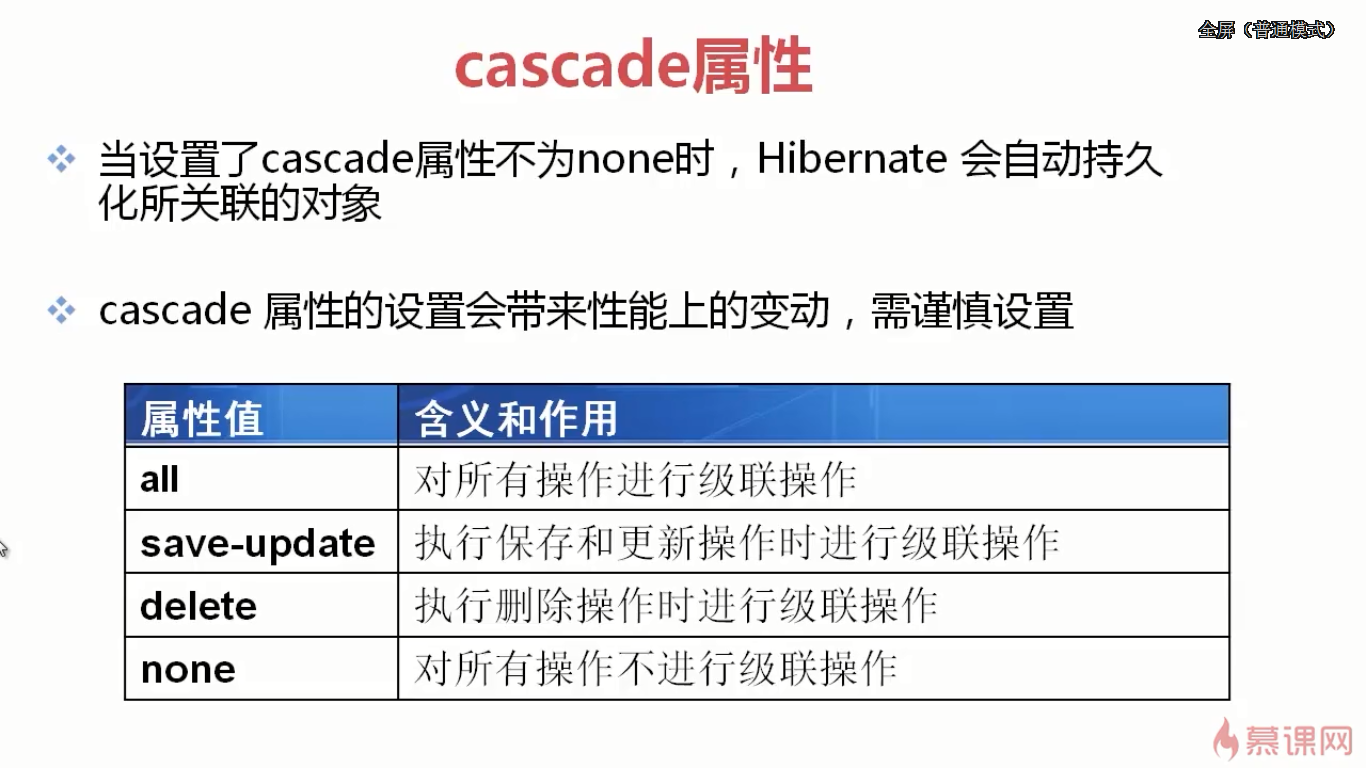 全屏（普通模式）
cascade属性
当设置了cascade属性不为none时，Hibernate 会自动持久
化所关联的对象
cascade 属性的设置会带来性能上的变动，需谨慎设置
属性值 含义和作用
all 对所有操作进行级联操作
save-update 执行保存和更新操作时进行级联操作
delete 执行删除操作时进行级联操作
none 对所有操作不进行级联操作
慕课网